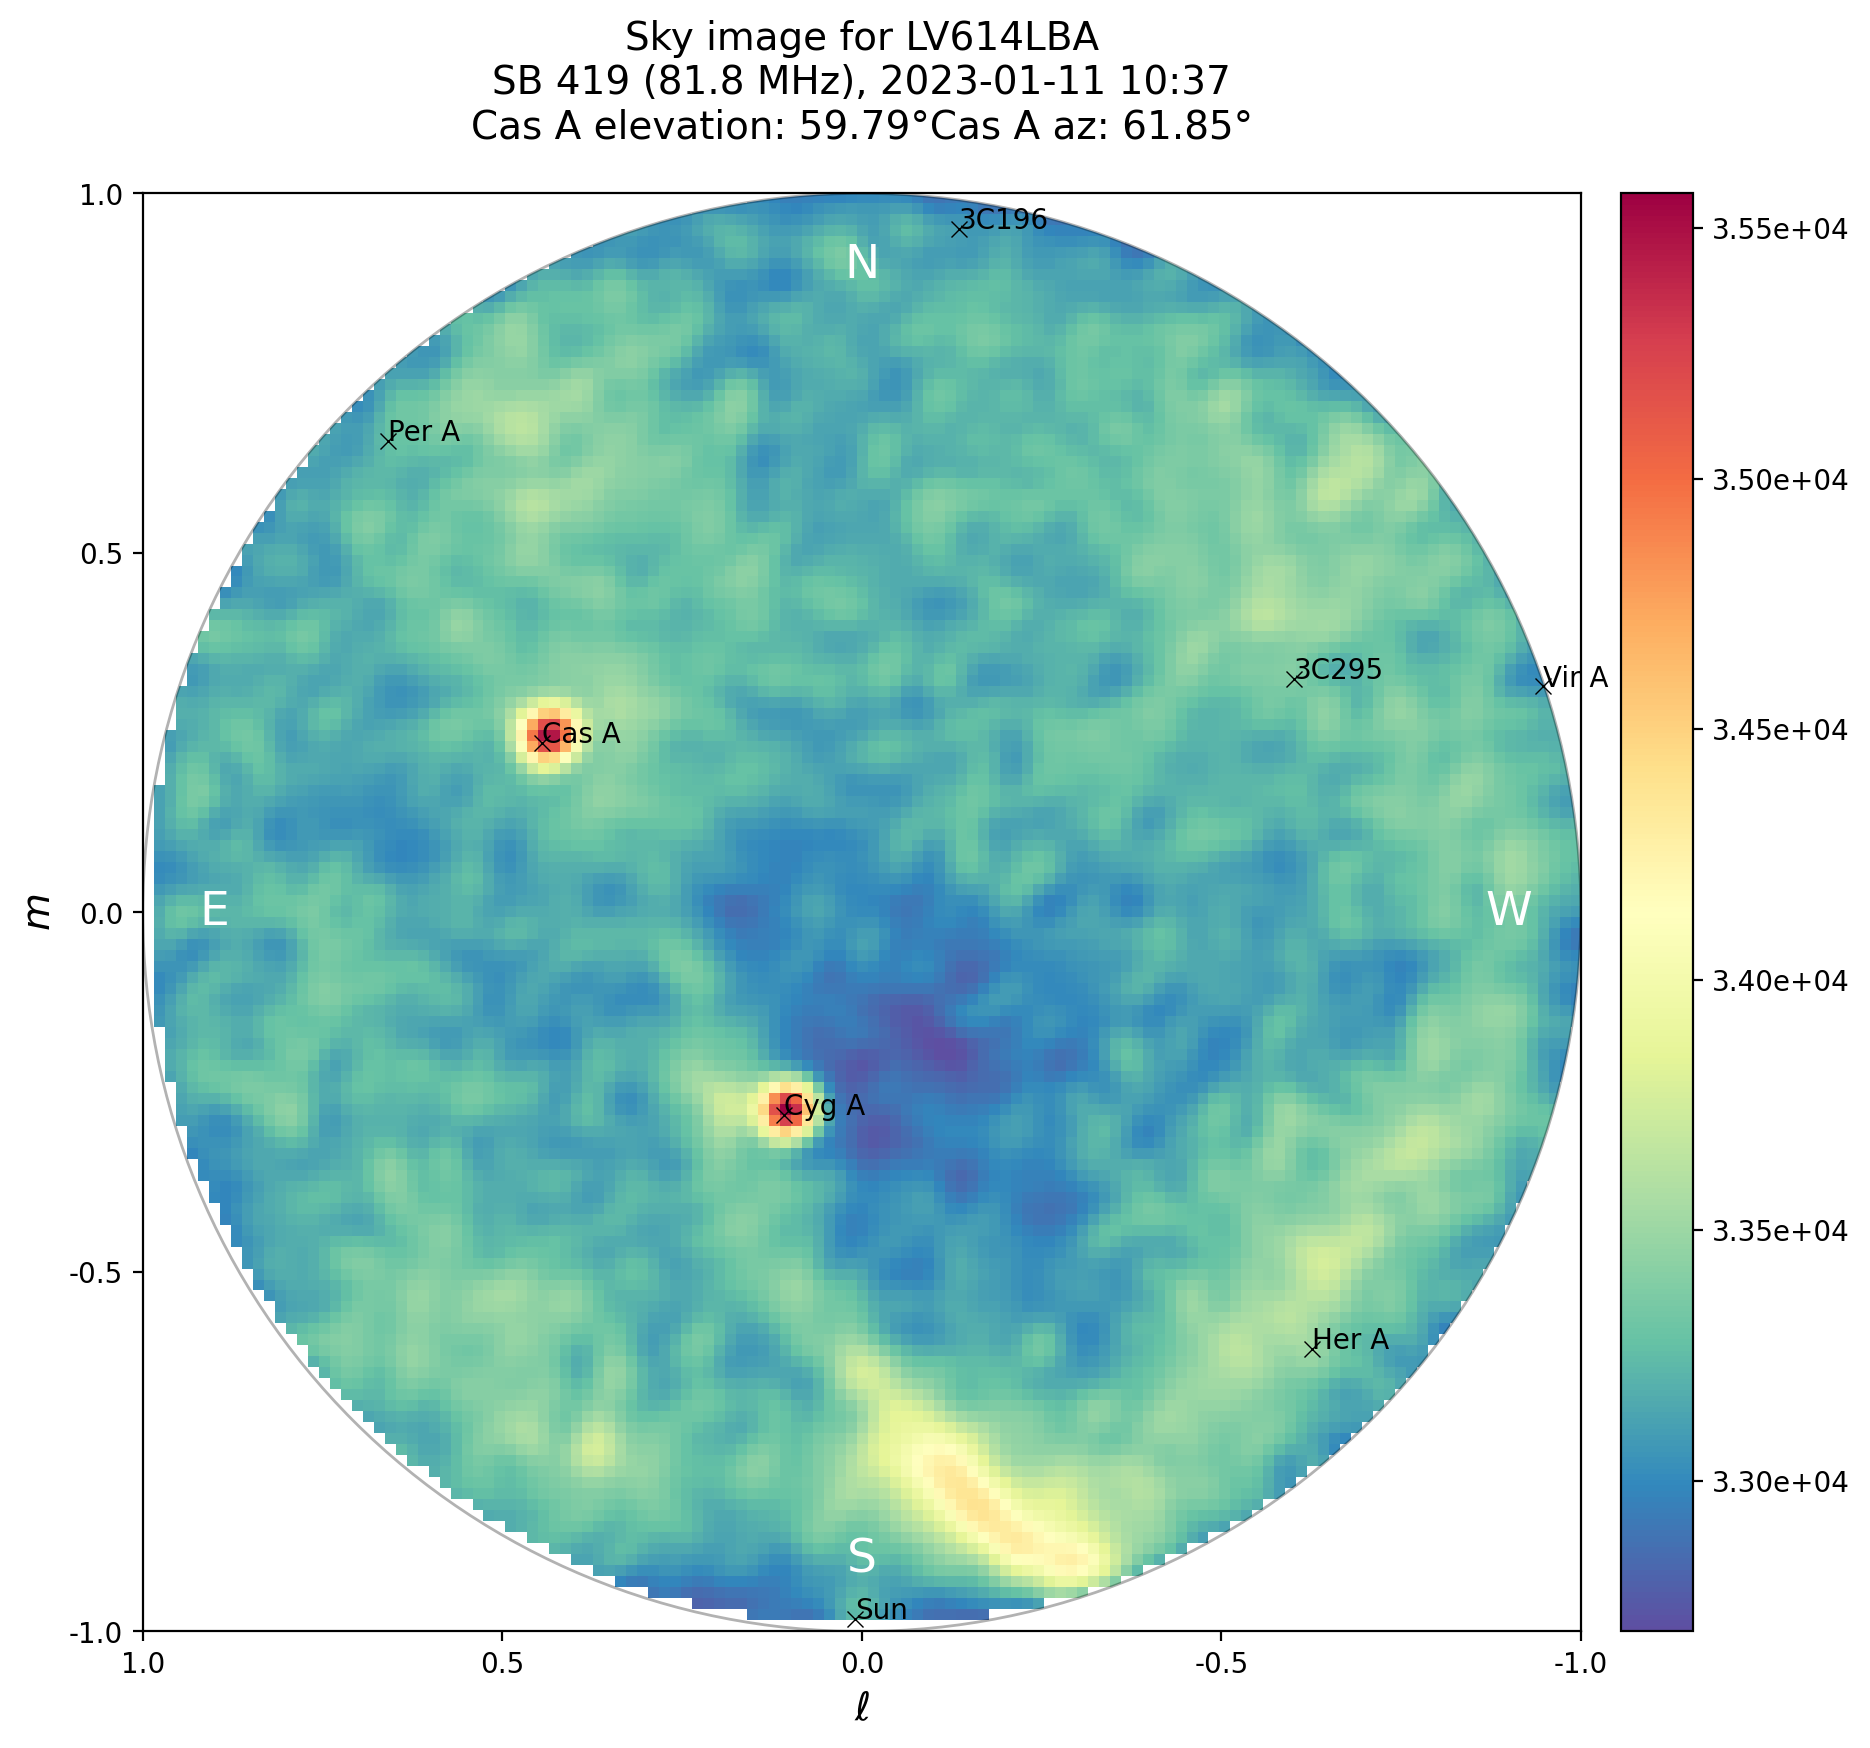 Sky image for LV614LBA
SB 419 (81.8 MHz), 2023-01-11 10:37
Cas A elevation: 59.79°Cas A az: 61.85°
1.0
0.5
0.0
-0.5
-1.0
m
1.0
0.5
0.0
-0.5
-1.0
ℓ
3C196
N
Per A
3C295
Vir A
Cas A
E
W
Cyg A
Her A
S
Sun
3.55e+04
3.50e+04
3.45e+04
3.40e+04
3.35e+04
3.30e+04